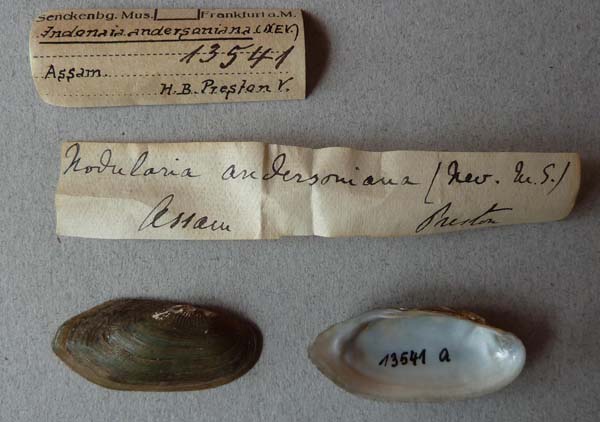 Senckenbg. Mus. Frankfurt a. M.
Indonaia andersoniana (NEV.)
13541
Assam.
H. B. Preston V.
Nodularia andersoniana (Nev. M.S.)
Assam Preston
13541 a